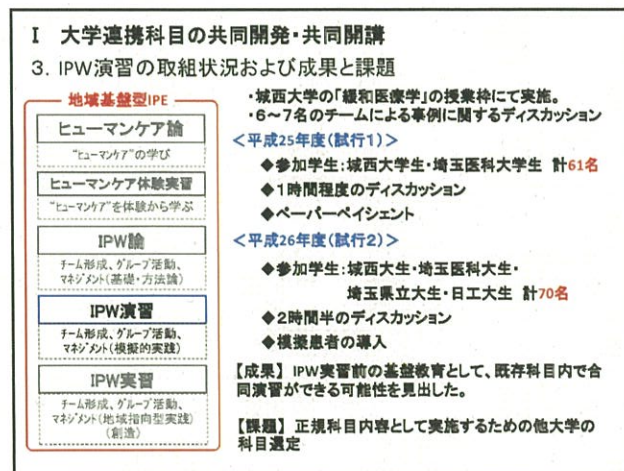 Ⅰ 大学連携科目の共同開発・共同開講
3. IPW演習の取組状況および成果と課題
地域基盤型IPE
ヒューマンケア論
"ヒューマンケア"の学び
ヒューマンケア体験実習
"ヒューマンケア"を体験から学ぶ
IPW論
チーム形成、グループ活動、
マネジメント(基礎・方法論)
IPW演習
チーム形成、グループ活動、
マネジメント(模擬的実践)
IPW実習
チーム形成、グループ活動、
マネジメント(地域指向型実践)
(創造)
・城西大学の「緩和医療学」の授業枠にて実施。
・6～7名のチームによる事例に関するディスカッション
＜平成25年度(試行1)＞
◆参加学生:城西大学生・埼玉医科大学生 計61名
◆1時間程度のディスカッション
◆ペーパーペイシェント
＜平成26年度(試行2)＞
◆参加学生:城西大生・埼玉医科大生・
埼玉県立大生・日工大生 計70名
◆2時間半のディスカッション
◆模擬患者の導入
【成果】 IPW実習前の基盤教育として、既存科目内で合
同演習ができる可能性を見出した。
【課題】 正規科目内容として実施するための他大学の
科目選定